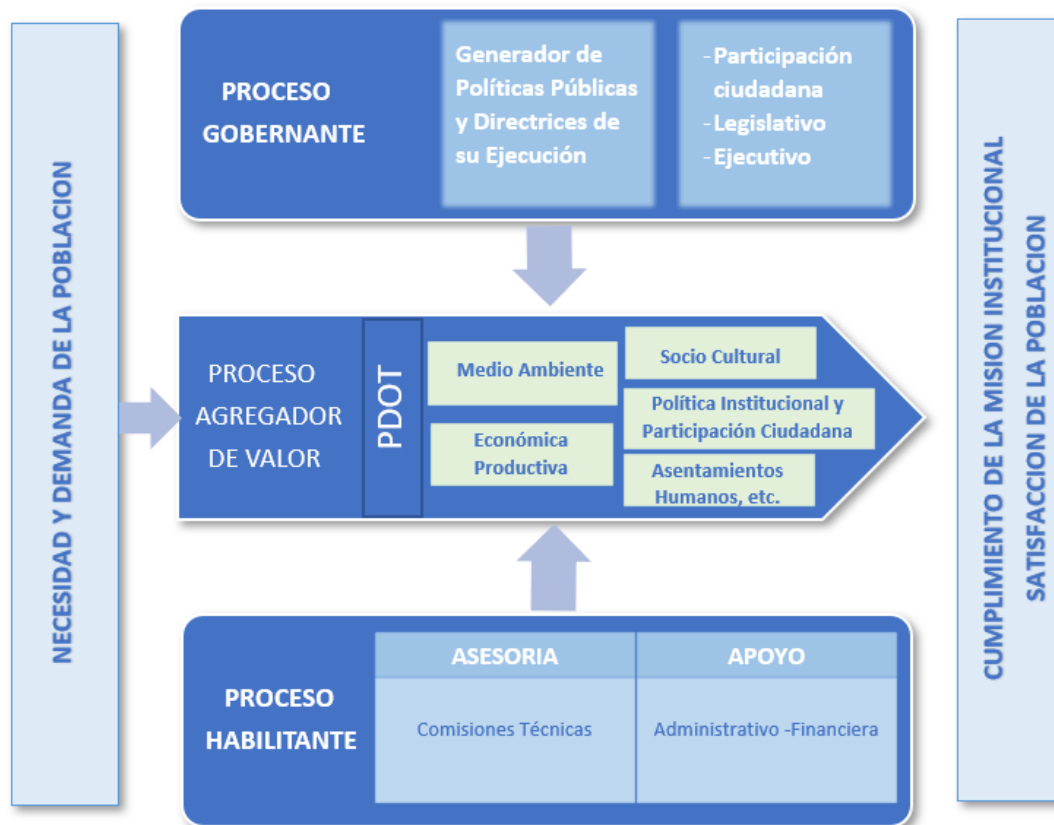 NECESIDAD Y DEMANDA DE LA POBLACION
PROCESO
GOBERNANTE
Generador de
Políticas Públicas
y Directrices de
su Ejecución
-Participación
ciudadana
-Legislativo
-Ejecutivo
PROCESO
AGREGADOR
DE VALOR
PDOT
Medio Ambiente
Económica
Productiva
Socio Cultural
Política Institucional y
Participación Ciudadana
Asentamientos
Humanos, etc.
PROCESO
HABILITANTE
ASESORIA
APOYO
Comisiones Técnicas
Administrativo -Financiera
CUMPLIMIENTO DE LA MISION INSTITUCIONAL
SATISFACCION DE LA POBLACION